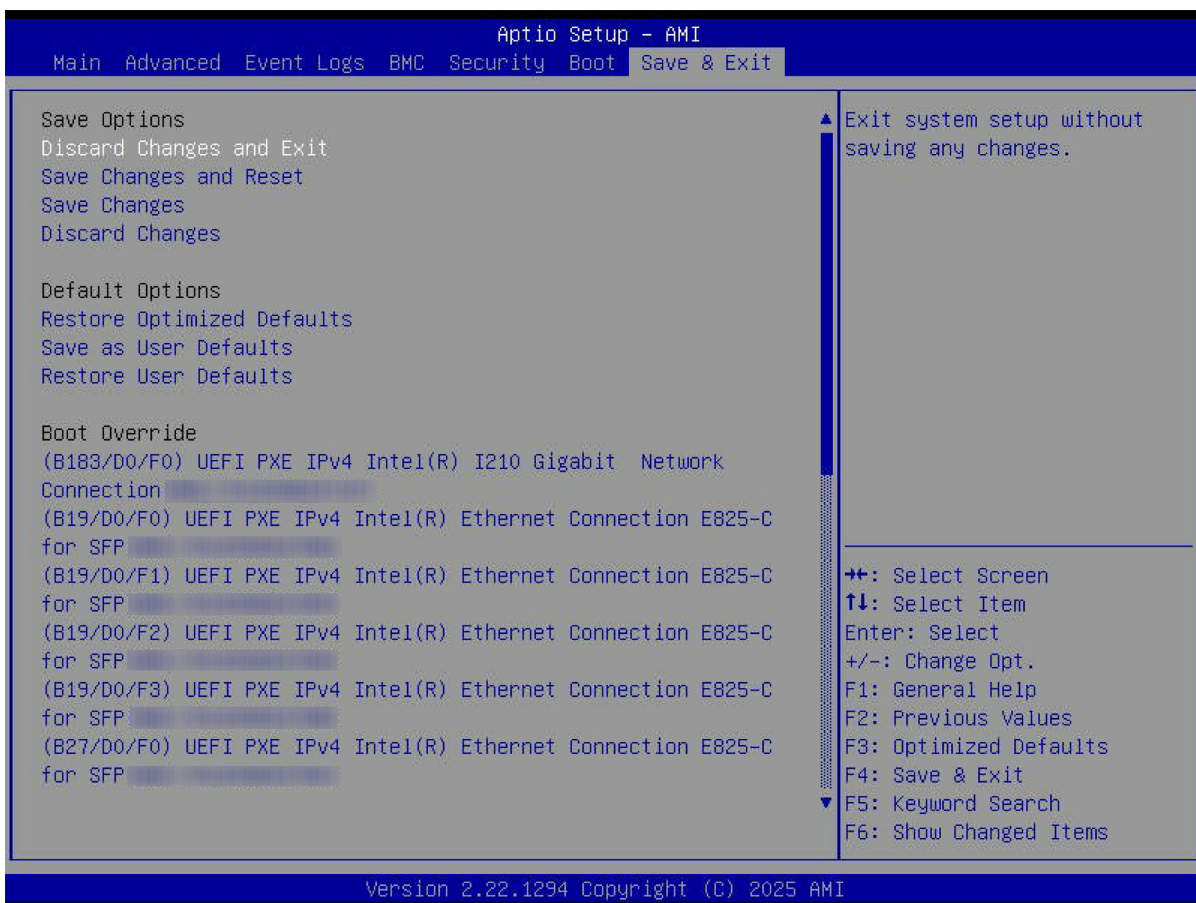 Aptio Setup – AMI
Main Advanced Event Logs BMC Security Boot Save & Exit
Save Options
Discard Changes and Exit
Save Changes and Reset
Save Changes
Discard Changes
Default Options
Restore Optimized Defaults
Save as User Defaults
Restore User Defaults
Boot Override
(B183/D0/F0) UEFI PXE IPv4 Intel(R) I210 Gigabit  Network
Connection
(B19/D0/F0) UEFI PXE IPv4 Intel(R) Ethernet Connection E825-C
for SFP
(B19/D0/F1) UEFI PXE IPv4 Intel(R) Ethernet Connection E825-C
for SFP
(B19/D0/F2) UEFI PXE IPv4 Intel(R) Ethernet Connection E825-C
for SFP
(B19/D0/F3) UEFI PXE IPv4 Intel(R) Ethernet Connection E825-C
for SFP
(B27/D0/F0) UEFI PXE IPv4 Intel(R) Ethernet Connection E825-C
for SFP
Exit system setup without
saving any changes.
→←: Select Screen
↑↓: Select Item
Enter: Select
+/-: Change Opt.
F1: General Help
F2: Previous Values
F3: Optimized Defaults
F4: Save & Exit
F5: Keyword Search
F6: Show Changed Items
Version 2.22.1294 Copyright (C) 2025 AMI